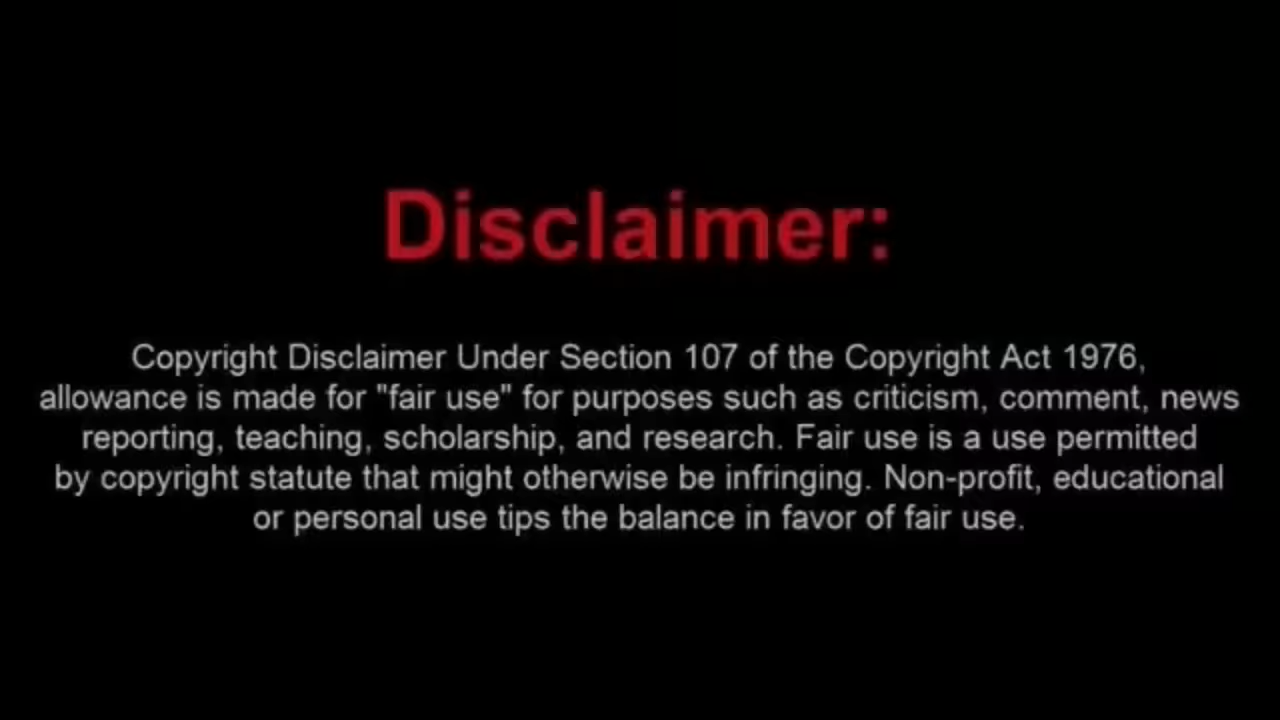 Disclaimer:
Copyright Disclaimer Under Section 107 of the Copyright Act 1976,
allowance is made for "fair use" for purposes such as criticism, comment, news
reporting, teaching, scholarship, and research. Fair use is a use permitted
by copyright statute that might otherwise be infringing. Non-profit, educational
or personal use tips the balance in favor of fair use.